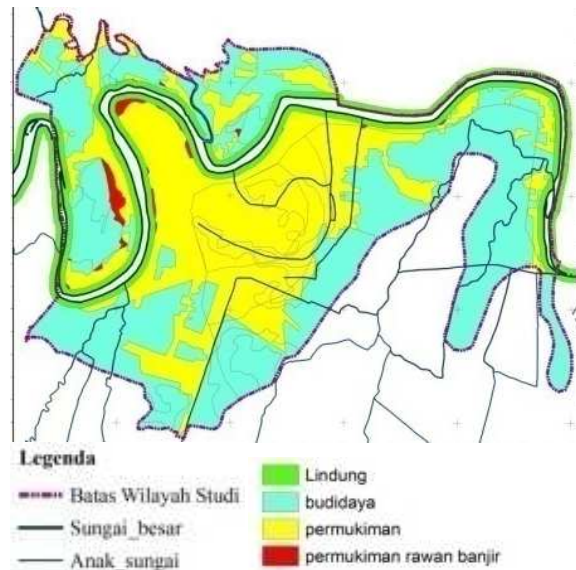 Legenda
Batas Wilayah Studi
Sungai_besar
Anak_sungai
Lindung
budidaya
permukiman
permukiman rawan banjir